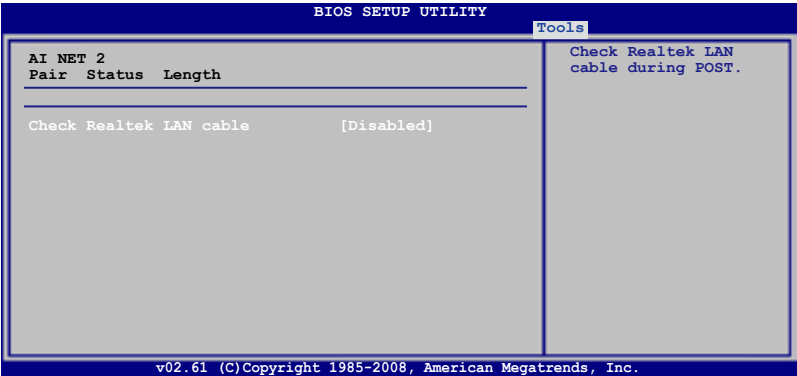 BIOS SETUP UTILITY
Tools
AI NET 2
Pair Status Length
Check Realtek LAN cable [Disabled]
Check Realtek LAN
cable during POST.
v02.61 (C)Copyright 1985-2008, American Megatrends, Inc.